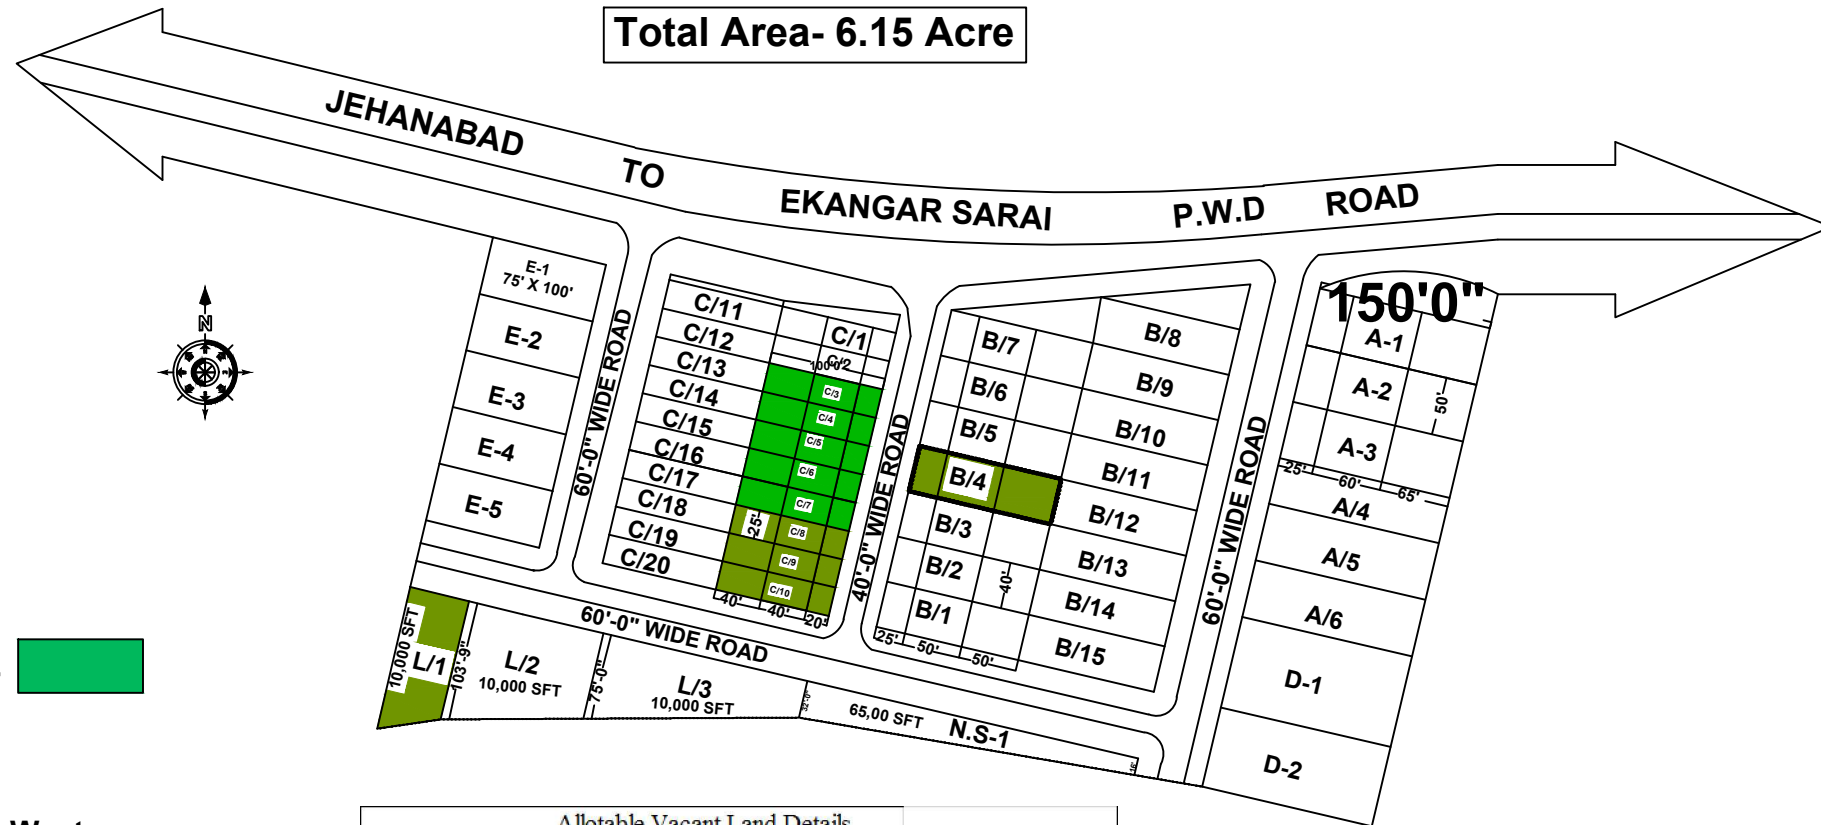 Total Area- 6.15 Acre
JEHANABAD TO EKANGAR SARAI P.W.D ROAD
N
E-1
75' X 100'
E-2
E-3
E-4
E-5
60'-0" WIDE ROAD
C/11
C/12
C/13
C/14
C/15
C/16
C/17
C/18
C/19
C/20
C/1
C/2
100'0"
C/3
C/4
C/5
C/6
C/7
C/8
C/9
C/10
25'
40'
40'
20'
40'-0" WIDE ROAD
B/7
B/6
B/5
B/4
B/3
B/2
B/1
40'
25'
50'
50'
B/8
B/9
B/10
B/11
B/12
B/13
B/14
B/15
60'-0" WIDE ROAD
150'0"
A-1
A-2
50'
A-3
25'
60'
65'
A/4
A/5
A/6
D-1
D-2
60'-0" WIDE ROAD
10,000 SFT
L/1
103'-9"
L/2
10,000 SFT
75'-0"
L/3
10,000 SFT
32'-0"
65,00 SFT
N.S-1
16'
Allotable Vacant Land Details